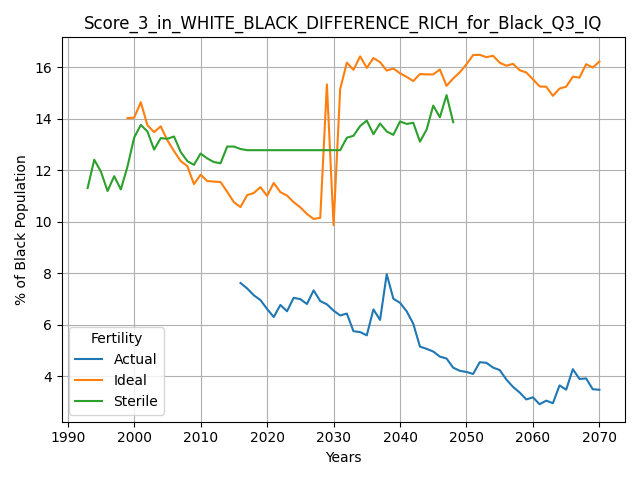 Score_3_in_WHITE_BLACK_DIFFERENCE_RICH_for_Black_Q3_IQ
% of Black Population
16
14
12
10
8
6
4
Fertility
Actual
Ideal
Sterile
1990 2000 2010 2020 2030 2040 2050 2060 2070
Years